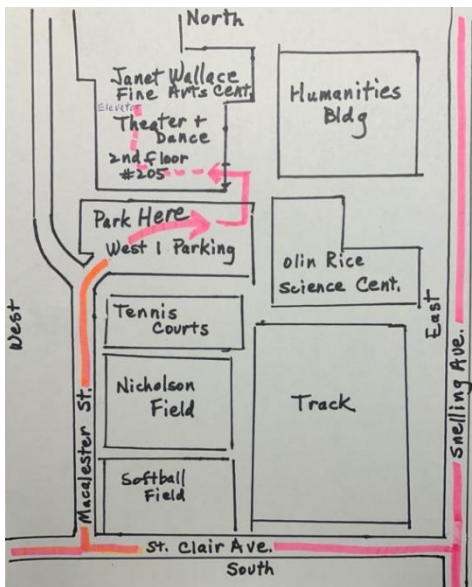 North
Janet Wallace
Fine Arts Cent.
Elevator
Theater +
Dance
2nd floor
#205
Humanities
Bldg
Park Here
West 1 Parking
Olin Rice
Science Cent.
Tennis
Courts
West
East
Nicholson
Field
Track
Macalester St.
Snelling Ave.
Softball
Field
St. Clair Ave.
South